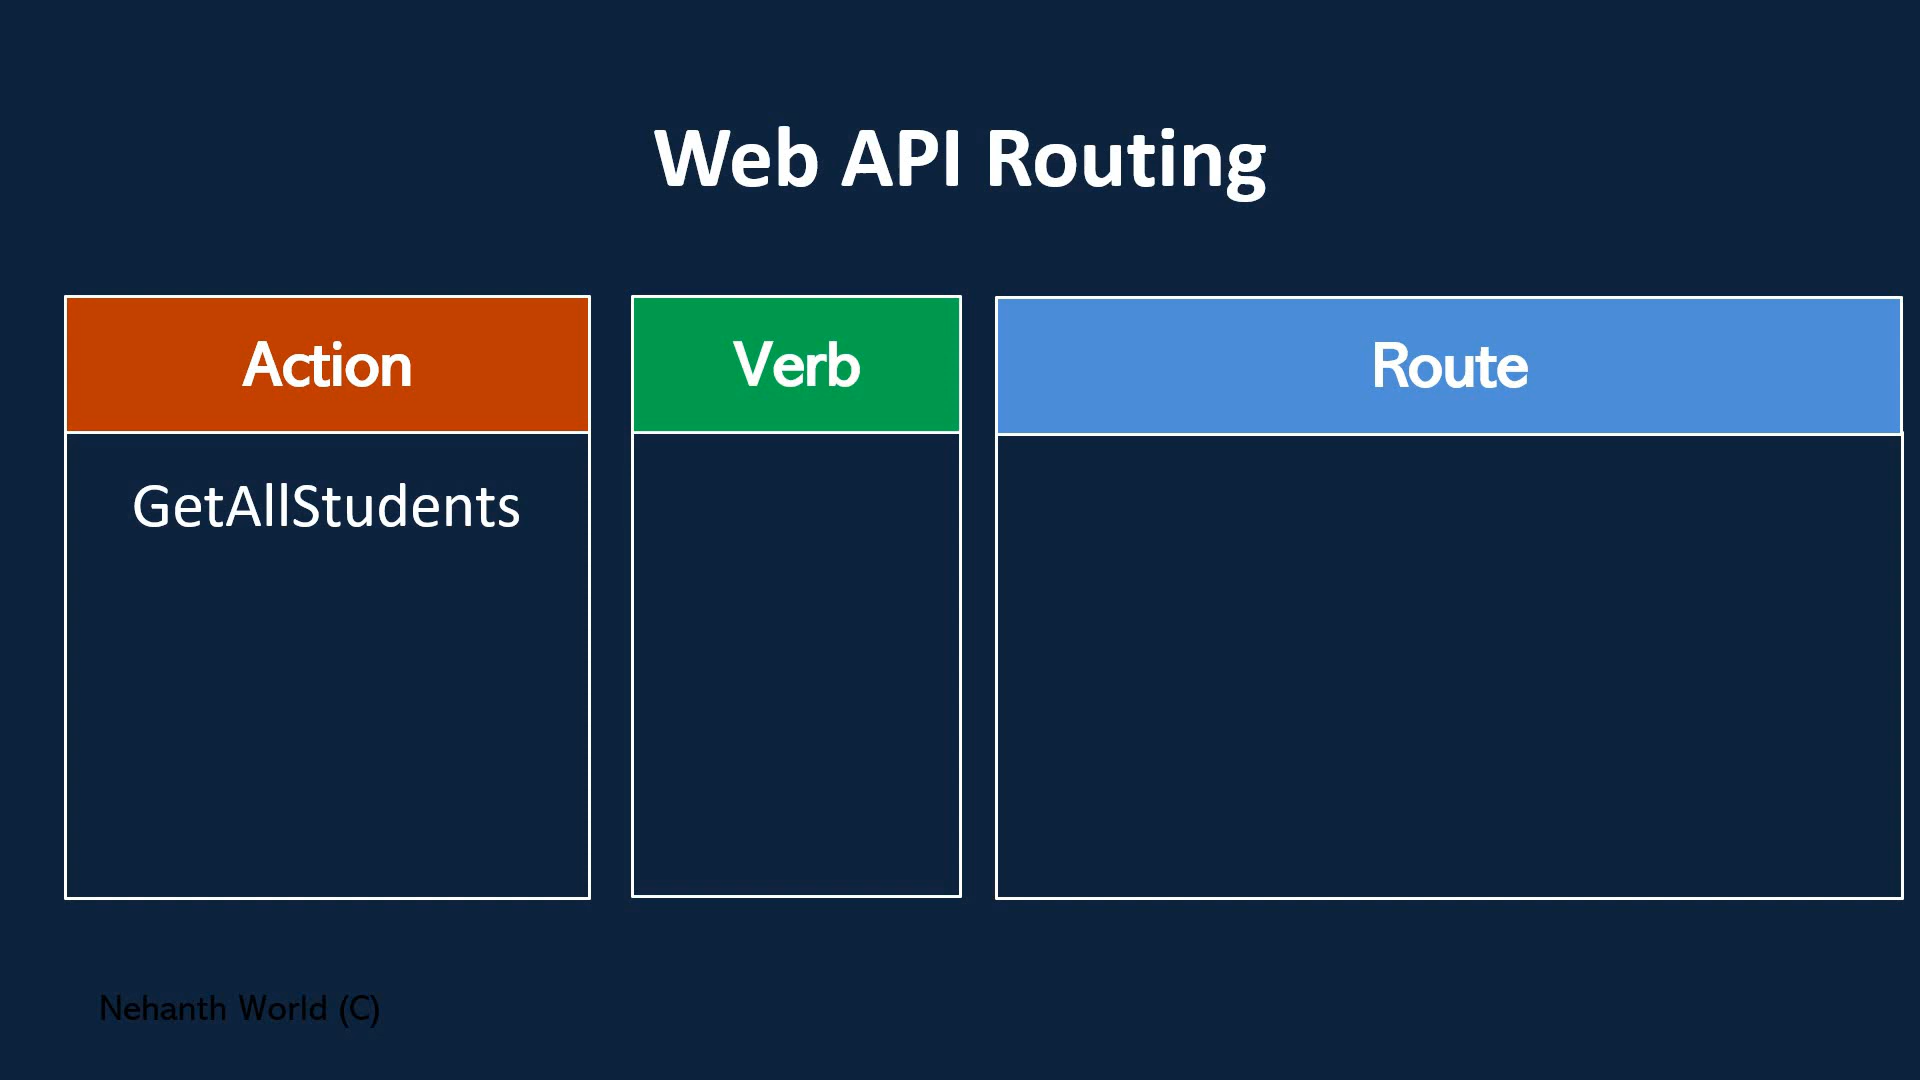 Web API Routing
Action
Verb
Route
GetAllStudents
Nehanth World (C)